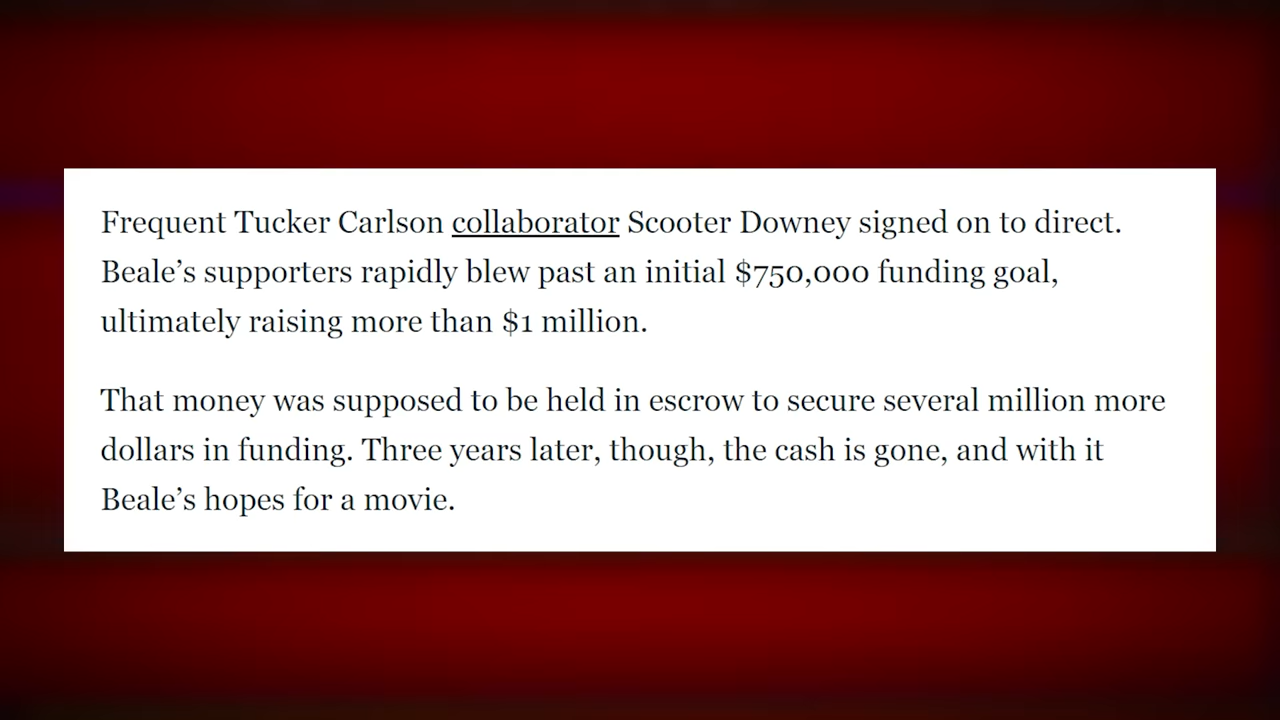 Frequent Tucker Carlson collaborator Scooter Downey signed on to direct.
Beale’s supporters rapidly blew past an initial $750,000 funding goal,
ultimately raising more than $1 million.
That money was supposed to be held in escrow to secure several million more
dollars in funding. Three years later, though, the cash is gone, and with it
Beale’s hopes for a movie.